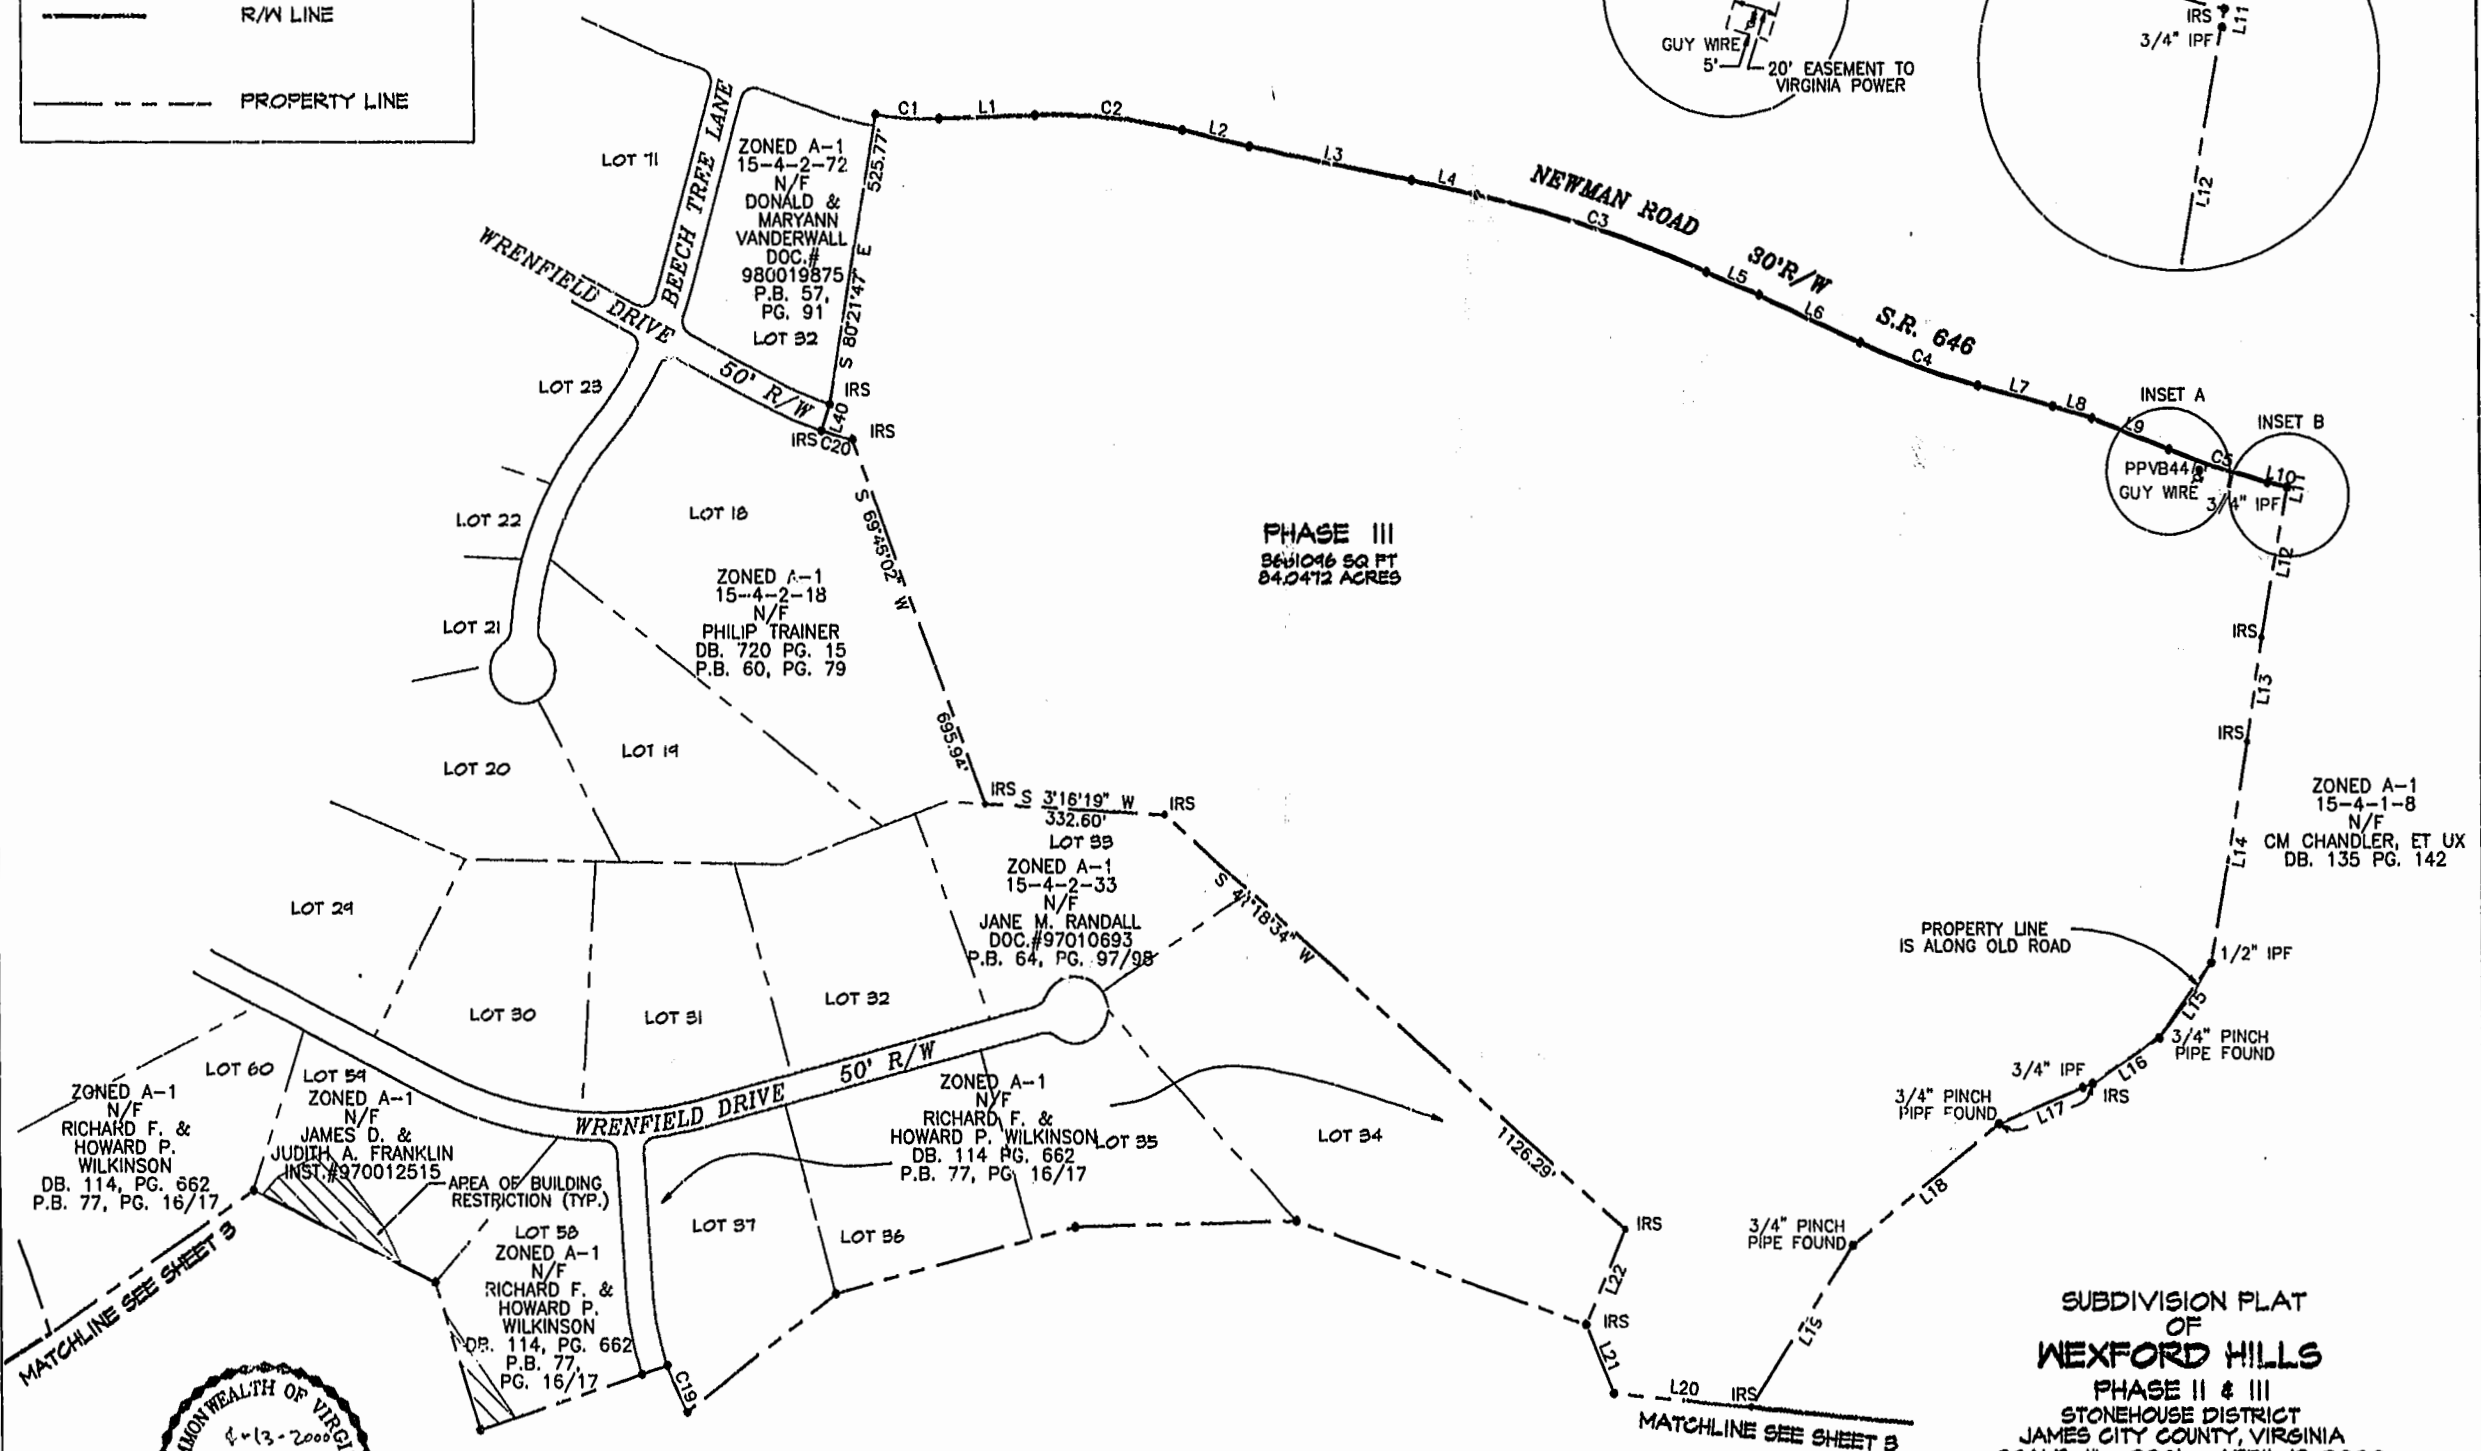 R/W LINE
PROPERTY LINE
GUY WIRE
5'
20' EASEMENT TO
VIRGINIA POWER
IRS
L11
3/4" IPF
L12
C1
L1
C2
L2
L3
L4
C3
L5
L6
C4
L7
L8
L9
C5
L10
L11
NEWMAN ROAD
30'R/W
S.R. 646
INSET A
INSET B
PPVB44
GUY WIRE
3/4" IPF
L12
IRS
L13
IRS
L14
LOT 71
BEECH TREE LANE
ZONED A-1
15-4-2-72
N/F
DONALD &
MARYANN
VANDERWALL
DOC.#
980019875
P.B. 57,
PG. 91
LOT 32
525.77'
S 80°21'47" E
WRENFIELD DRIVE
50' R/W
IRS
L40
IRS
C20
IRS
LOT 23
LOT 22
LOT 21
LOT 18
ZONED A-1
15-4-2-18
N/F
PHILIP TRAINER
DB. 720 PG. 15
P.B. 60, PG. 79
S 69°45'02" W
695.94'
PHASE III
SQ FT
84.0472 ACRES
LOT 19
LOT 20
IRS
S 3°16'19" W
332.60'
IRS
LOT 33
ZONED A-1
15-4-2-33
N/F
JANE M. RANDALL
DOC.#97010693
P.B. 64, PG. 97/98
S 41°18'34" W
1126.29'
ZONED A-1
15-4-1-8
N/F
CM CHANDLER, ET UX
DB. 135 PG. 142
PROPERTY LINE
IS ALONG OLD ROAD
1/2" IPF
L15
3/4" PINCH
PIPE FOUND
L16
3/4" IPF
IRS
3/4" PINCH
PIPE FOUND
L17
L18
3/4" PINCH
PIPE FOUND
L19
LOT 29
LOT 30
LOT 31
LOT 32
WRENFIELD DRIVE
50' R/W
LOT 60
ZONED A-1
N/F
RICHARD F. &
HOWARD P.
WILKINSON
DB. 114, PG. 662
P.B. 77, PG. 16/17
LOT 59
ZONED A-1
N/F
JAMES D. &
JUDITH A. FRANKLIN
INST.#970012515
AREA OF BUILDING
RESTRICTION (TYP.)
LOT 58
ZONED A-1
N/F
RICHARD F. &
HOWARD P.
WILKINSON
DB. 114, PG. 662
P.B. 77,
PG. 16/17
ZONED A-1
N/F
RICHARD F. &
HOWARD P. WILKINSON
DB. 114 PG. 662
P.B. 77, PG. 16/17
LOT 35
LOT 34
LOT 37
LOT 36
C19
IRS
L22
IRS
L21
L20
IRS
MATCHLINE SEE SHEET 3
MATCHLINE SEE SHEET 3
COMMONWEALTH OF VIRGI
4-13-2000
SUBDIVISION PLAT
OF
WEXFORD HILLS
PHASE II & III
STONEHOUSE DISTRICT
JAMES CITY COUNTY, VIRGINIA